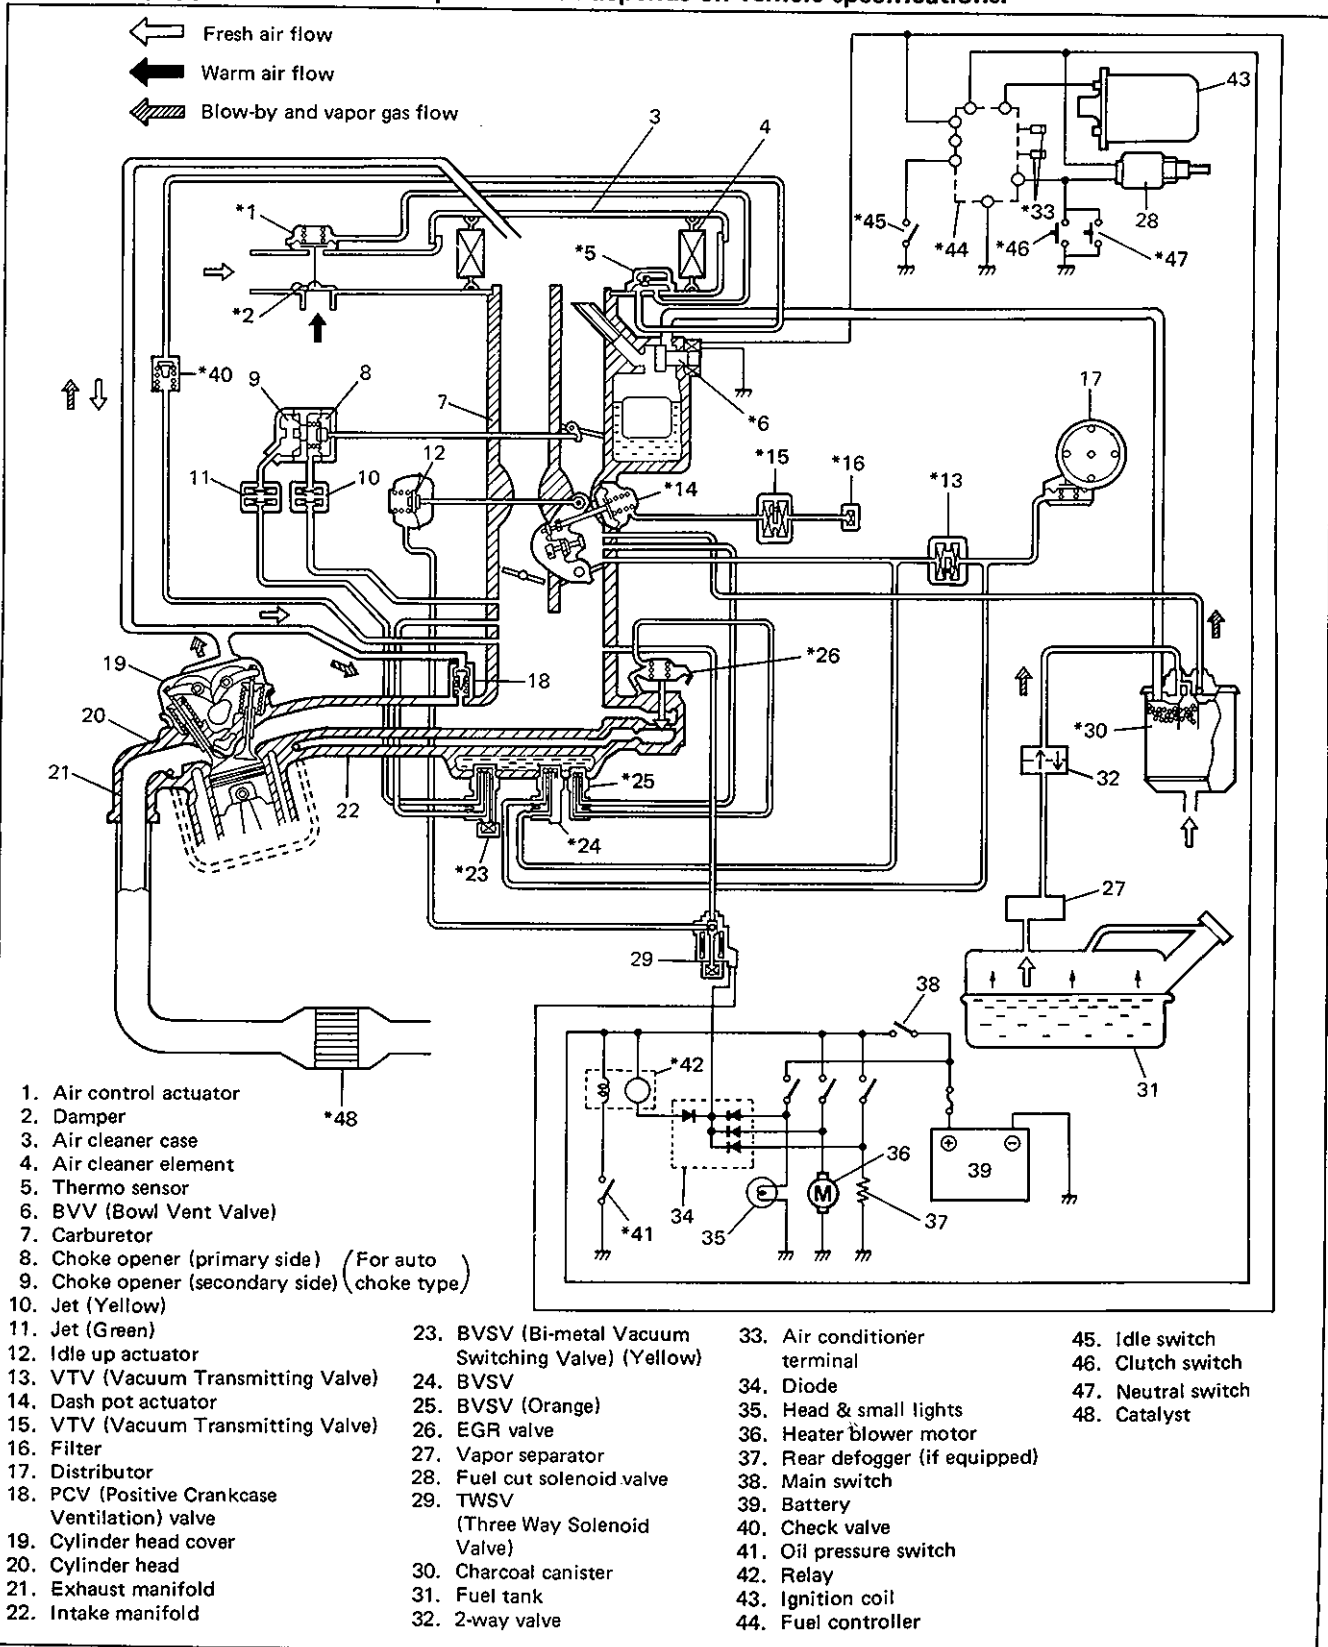 Fresh air flow
Warm air flow
Blow-by and vapor gas flow
3
4
43
*1
*5
*33
28
*45
*44
*46
*47
*2
*40
9
8
7
12
*6
17
11
10
*14
*15
*16
*13
19
18
*26
20
21
22
*25
*24
*23
*30
32
27
29
38
31
*42
*48
39
36
34
35
M
37
*41
1. Air control actuator
2. Damper
3. Air cleaner case
4. Air cleaner element
5. Thermo sensor
6. BVV (Bowl Vent Valve)
7. Carburetor
8. Choke opener (primary side) (For auto
9. Choke opener (secondary side) choke type)
10. Jet (Yellow)
11. Jet (Green)
12. Idle up actuator
13. VTV (Vacuum Transmitting Valve)
14. Dash pot actuator
15. VTV (Vacuum Transmitting Valve)
16. Filter
17. Distributor
18. PCV (Positive Crankcase
Ventilation) valve
19. Cylinder head cover
20. Cylinder head
21. Exhaust manifold
22. Intake manifold
23. BVSV (Bi-metal Vacuum
Switching Valve) (Yellow)
24. BVSV
25. BVSV (Orange)
26. EGR valve
27. Vapor separator
28. Fuel cut solenoid valve
29. TWSV
(Three Way Solenoid
Valve)
30. Charcoal canister
31. Fuel tank
32. 2-way valve
33. Air conditioner
terminal
34. Diode
35. Head & small lights
36. Heater blower motor
37. Rear defogger (if equipped)
38. Main switch
39. Battery
40. Check valve
41. Oil pressure switch
42. Relay
43. Ignition coil
44. Fuel controller
45. Idle switch
46. Clutch switch
47. Neutral switch
48. Catalyst